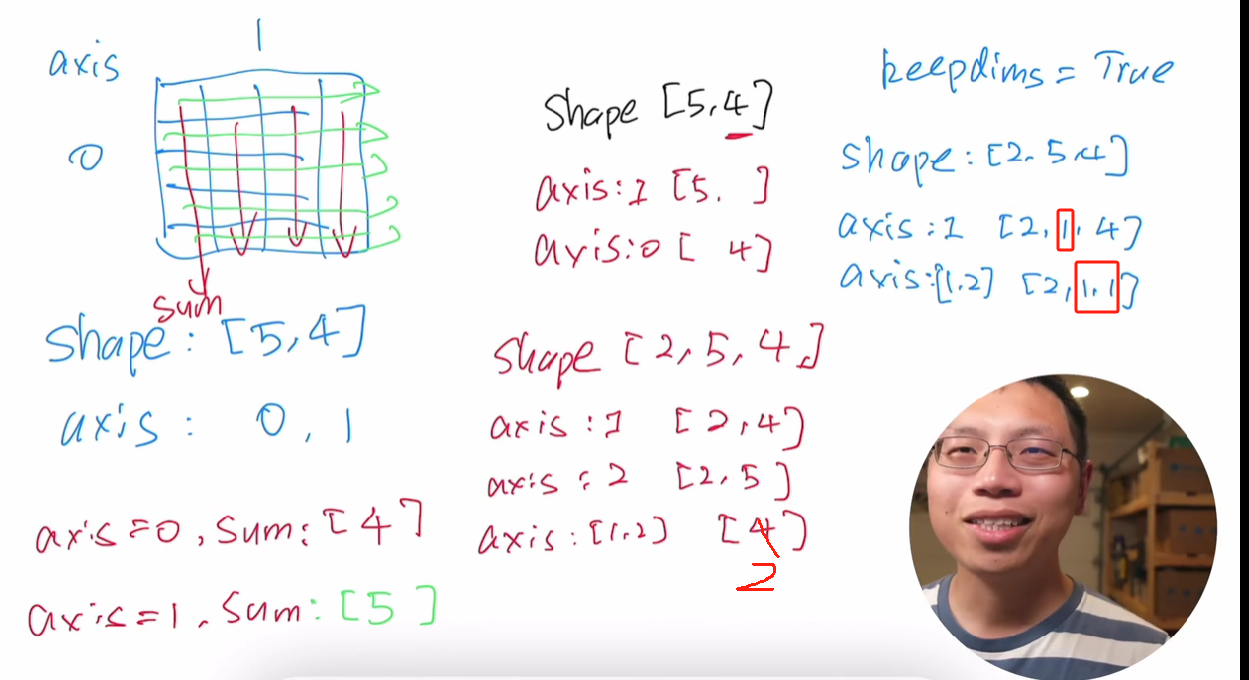 1
axis
0
sum
shape: [5,4]
axis: 0, 1
axis=0, sum: [4]
axis=1, sum: [5]
shape [5,4]
axis:1 [5, ]
axis:0 [ 4]
shape [2,5,4,]
axis:1 [2,4]
axis:2 [2,5]
axis:[1,2] [4]
2
keepdims = True
shape: [2.5.4]
axis:1 [2,1,4]
axis:[1.2] [2,1,1]